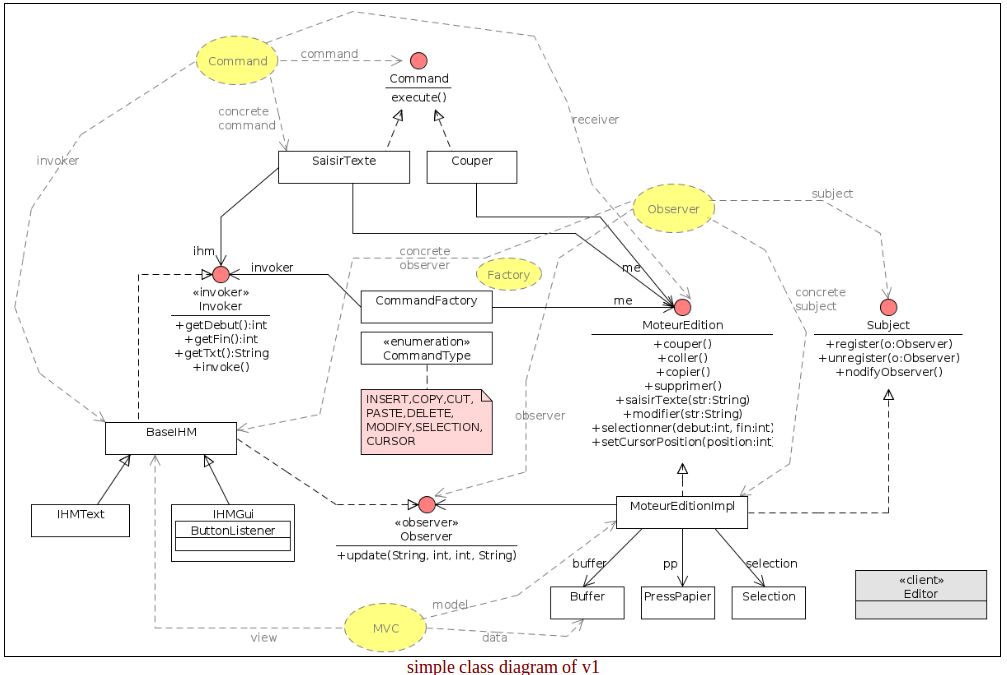 Command
command
Command
execute()
concrete
command
receiver
invoker
SaisirTexte
Couper
Observer
subject
ihm
concrete
observer
invoker
Factory
me
«invoker»
Invoker
+getDebut():int
+getFin():int
+getTxt():String
+invoke()
CommandFactory
me
concrete
subject
«enumeration»
CommandType
MoteurEdition
+couper()
+coller()
+copier()
+supprimer()
+saisirTexte(str:String)
+modifier(str:String)
+selectionner(debut:int, fin:int)
+setCursorPosition(position:int)
Subject
+register(o:Observer)
+unregister(o:Observer)
+nodifyObserver()
INSERT,COPY,CUT,
PASTE,DELETE,
MODIFY,SELECTION,
CURSOR
observer
BaseIHM
IHMText
IHMGui
ButtonListener
«observer»
Observer
+update(String, int, int, String)
MoteurEditionImpl
buffer
pp
selection
Buffer
PressPapier
Selection
«client»
Editor
model
MVC
view
data
simple class diagram of v1